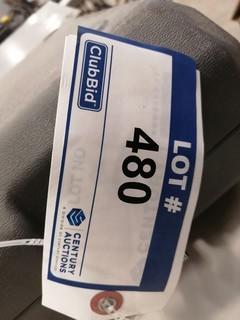 ClubBid
LOT #
480
CENTURY
AUCTIONS